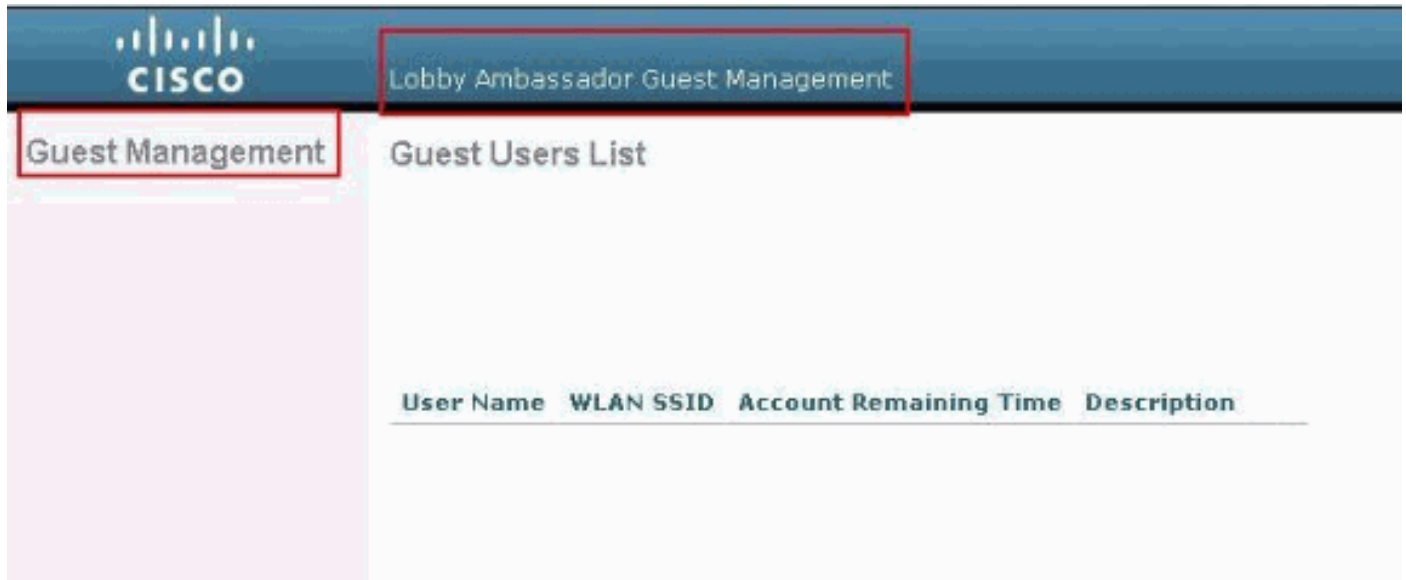 CISCO
Lobby Ambassador Guest Management
Guest Management
Guest Users List
User Name WLAN SSID Account Remaining Time Description